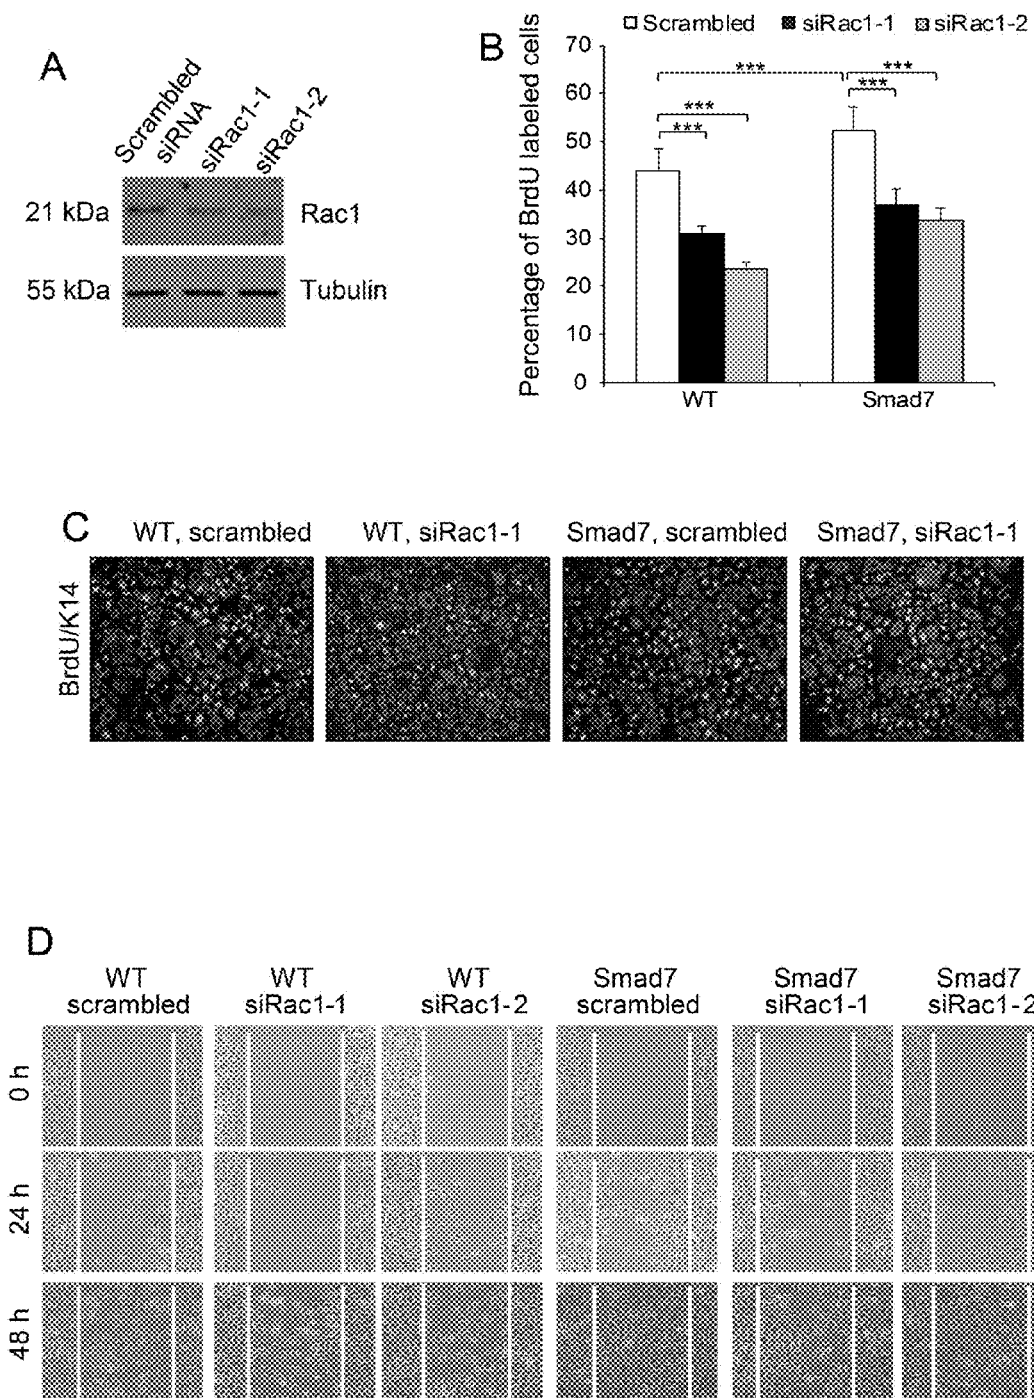 A
Scrambled
siRNA
siRac1-1
siRac1-2
21 kDa
Rac1
55 kDa
Tubulin
B
Scrambled siRac1-1 siRac1-2
Percentage of BrdU labeled cells
70
60
50
40
30
20
10
0
***
***
***
***
***
WT
Smad7
C
WT, scrambled
WT, siRac1-1
Smad7, scrambled
Smad7, siRac1-1
BrdU/K14
D
WT
scrambled
WT
siRac1-1
WT
siRac1-2
Smad7
scrambled
Smad7
siRac1-1
Smad7
siRac1-2
0 h
24 h
48 h